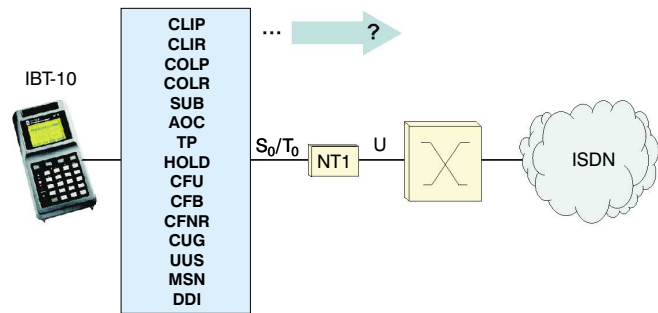 IBT-10
CLIP
CLIR
COLP
COLR
SUB
AOC
TP
HOLD
CFU
CFB
CFNR
CUG
UUS
MSN
DDI
... ?
S0/T0
NT1
U
ISDN